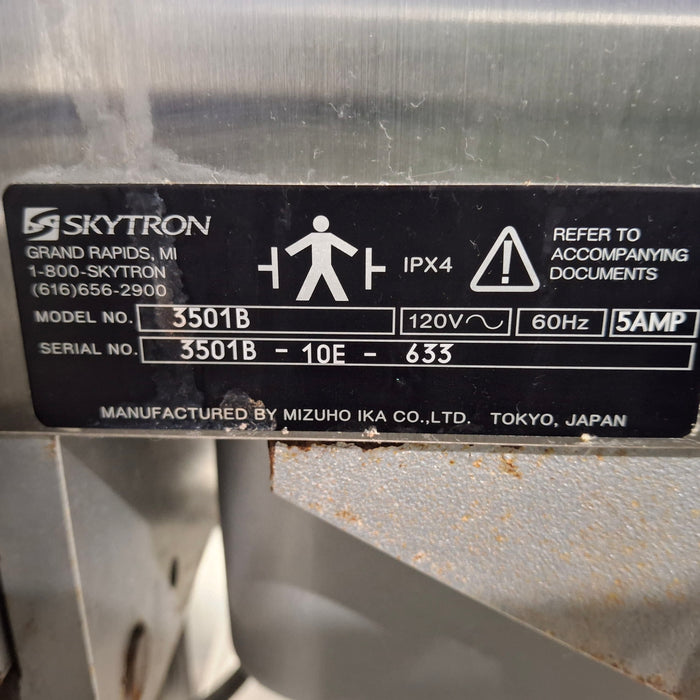 SKYTRON
GRAND RAPIDS, MI
1-800-SKYTRON
(616)656-2900
IPX4
REFER TO
ACCOMPANYING
DOCUMENTS
MODEL NO. 3501B 120V 60Hz 5AMP
SERIAL NO. 3501B - 10E - 633
MANUFACTURED BY MIZUHO IKA CO.,LTD. TOKYO, JAPAN